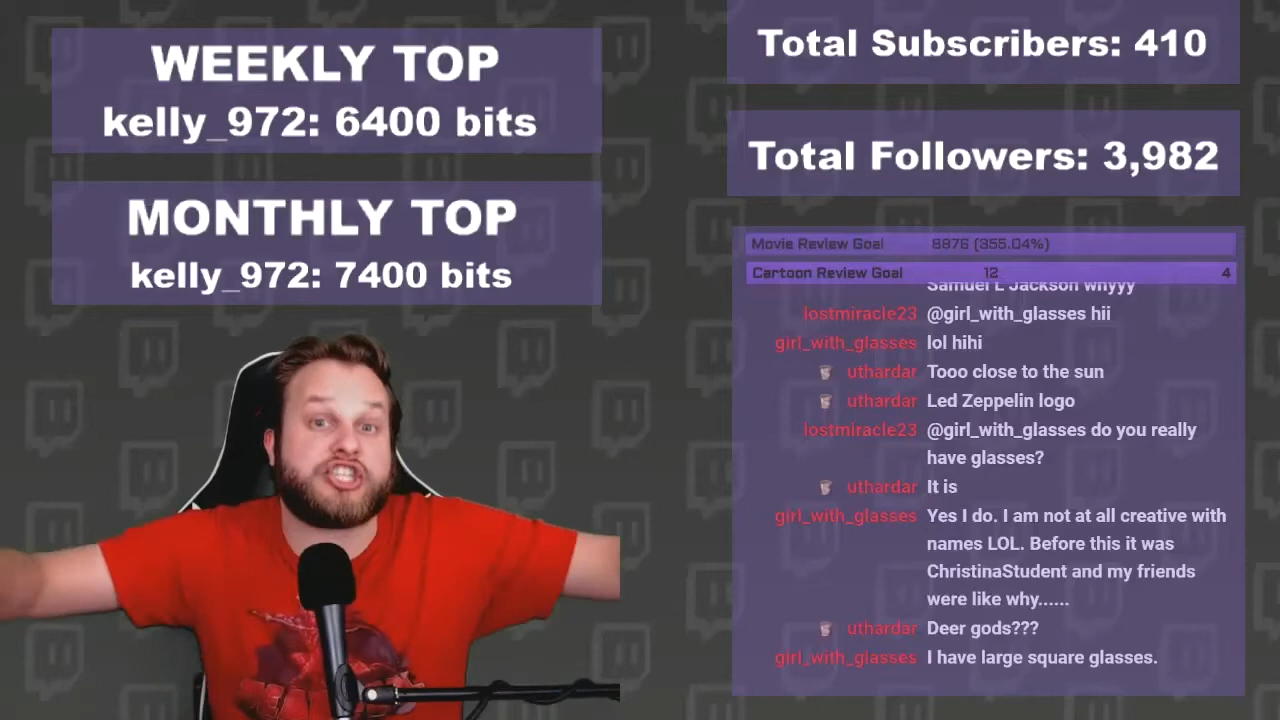 WEEKLY TOP
kelly_972: 6400 bits
MONTHLY TOP
kelly_972: 7400 bits
Total Subscribers: 410
Total Followers: 3,982
Movie Review Goal 8876 (355.04%)
Cartoon Review Goal 12 4
Samuel L Jackson whyyy
lostmiracle23 @girl_with_glasses hii
girl_with_glasses lol hihi
uthardar Tooo close to the sun
uthardar Led Zeppelin logo
lostmiracle23 @girl_with_glasses do you really
have glasses?
uthardar It is
girl_with_glasses Yes I do. I am not at all creative with
names LOL. Before this it was
ChristinaStudent and my friends
were like why......
uthardar Deer gods???
girl_with_glasses I have large square glasses.